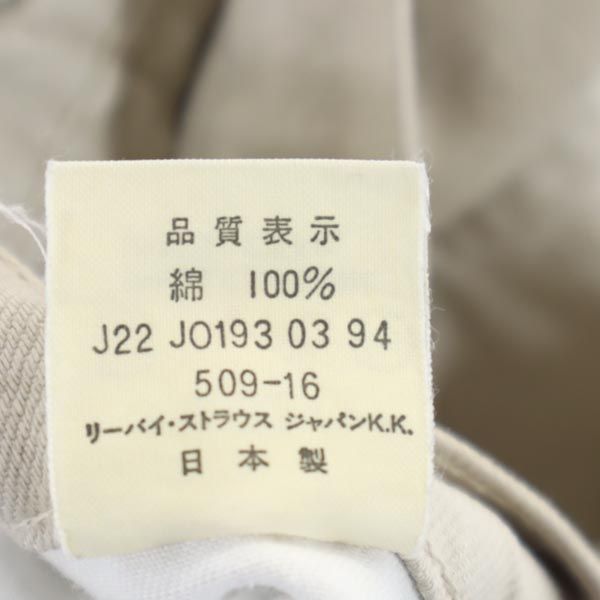 品質表示
綿 100%
J22 JO193 03 94
509-16
リーバイ・ストラウス ジャパンK.K.
日本製